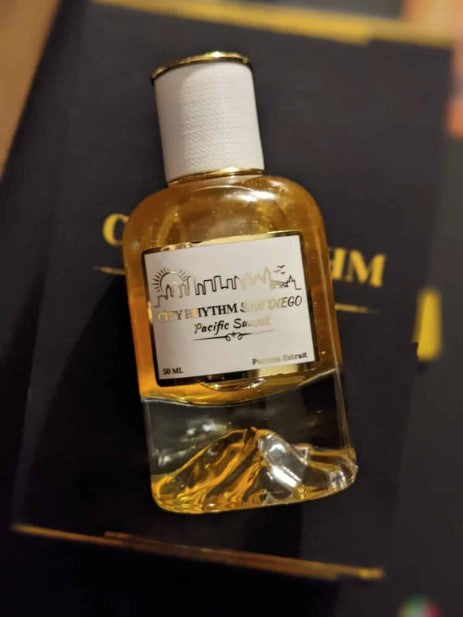 CITY RHYTHM SAN DIEGO
Pacific Sunset
50 ML
Parfum Extrait